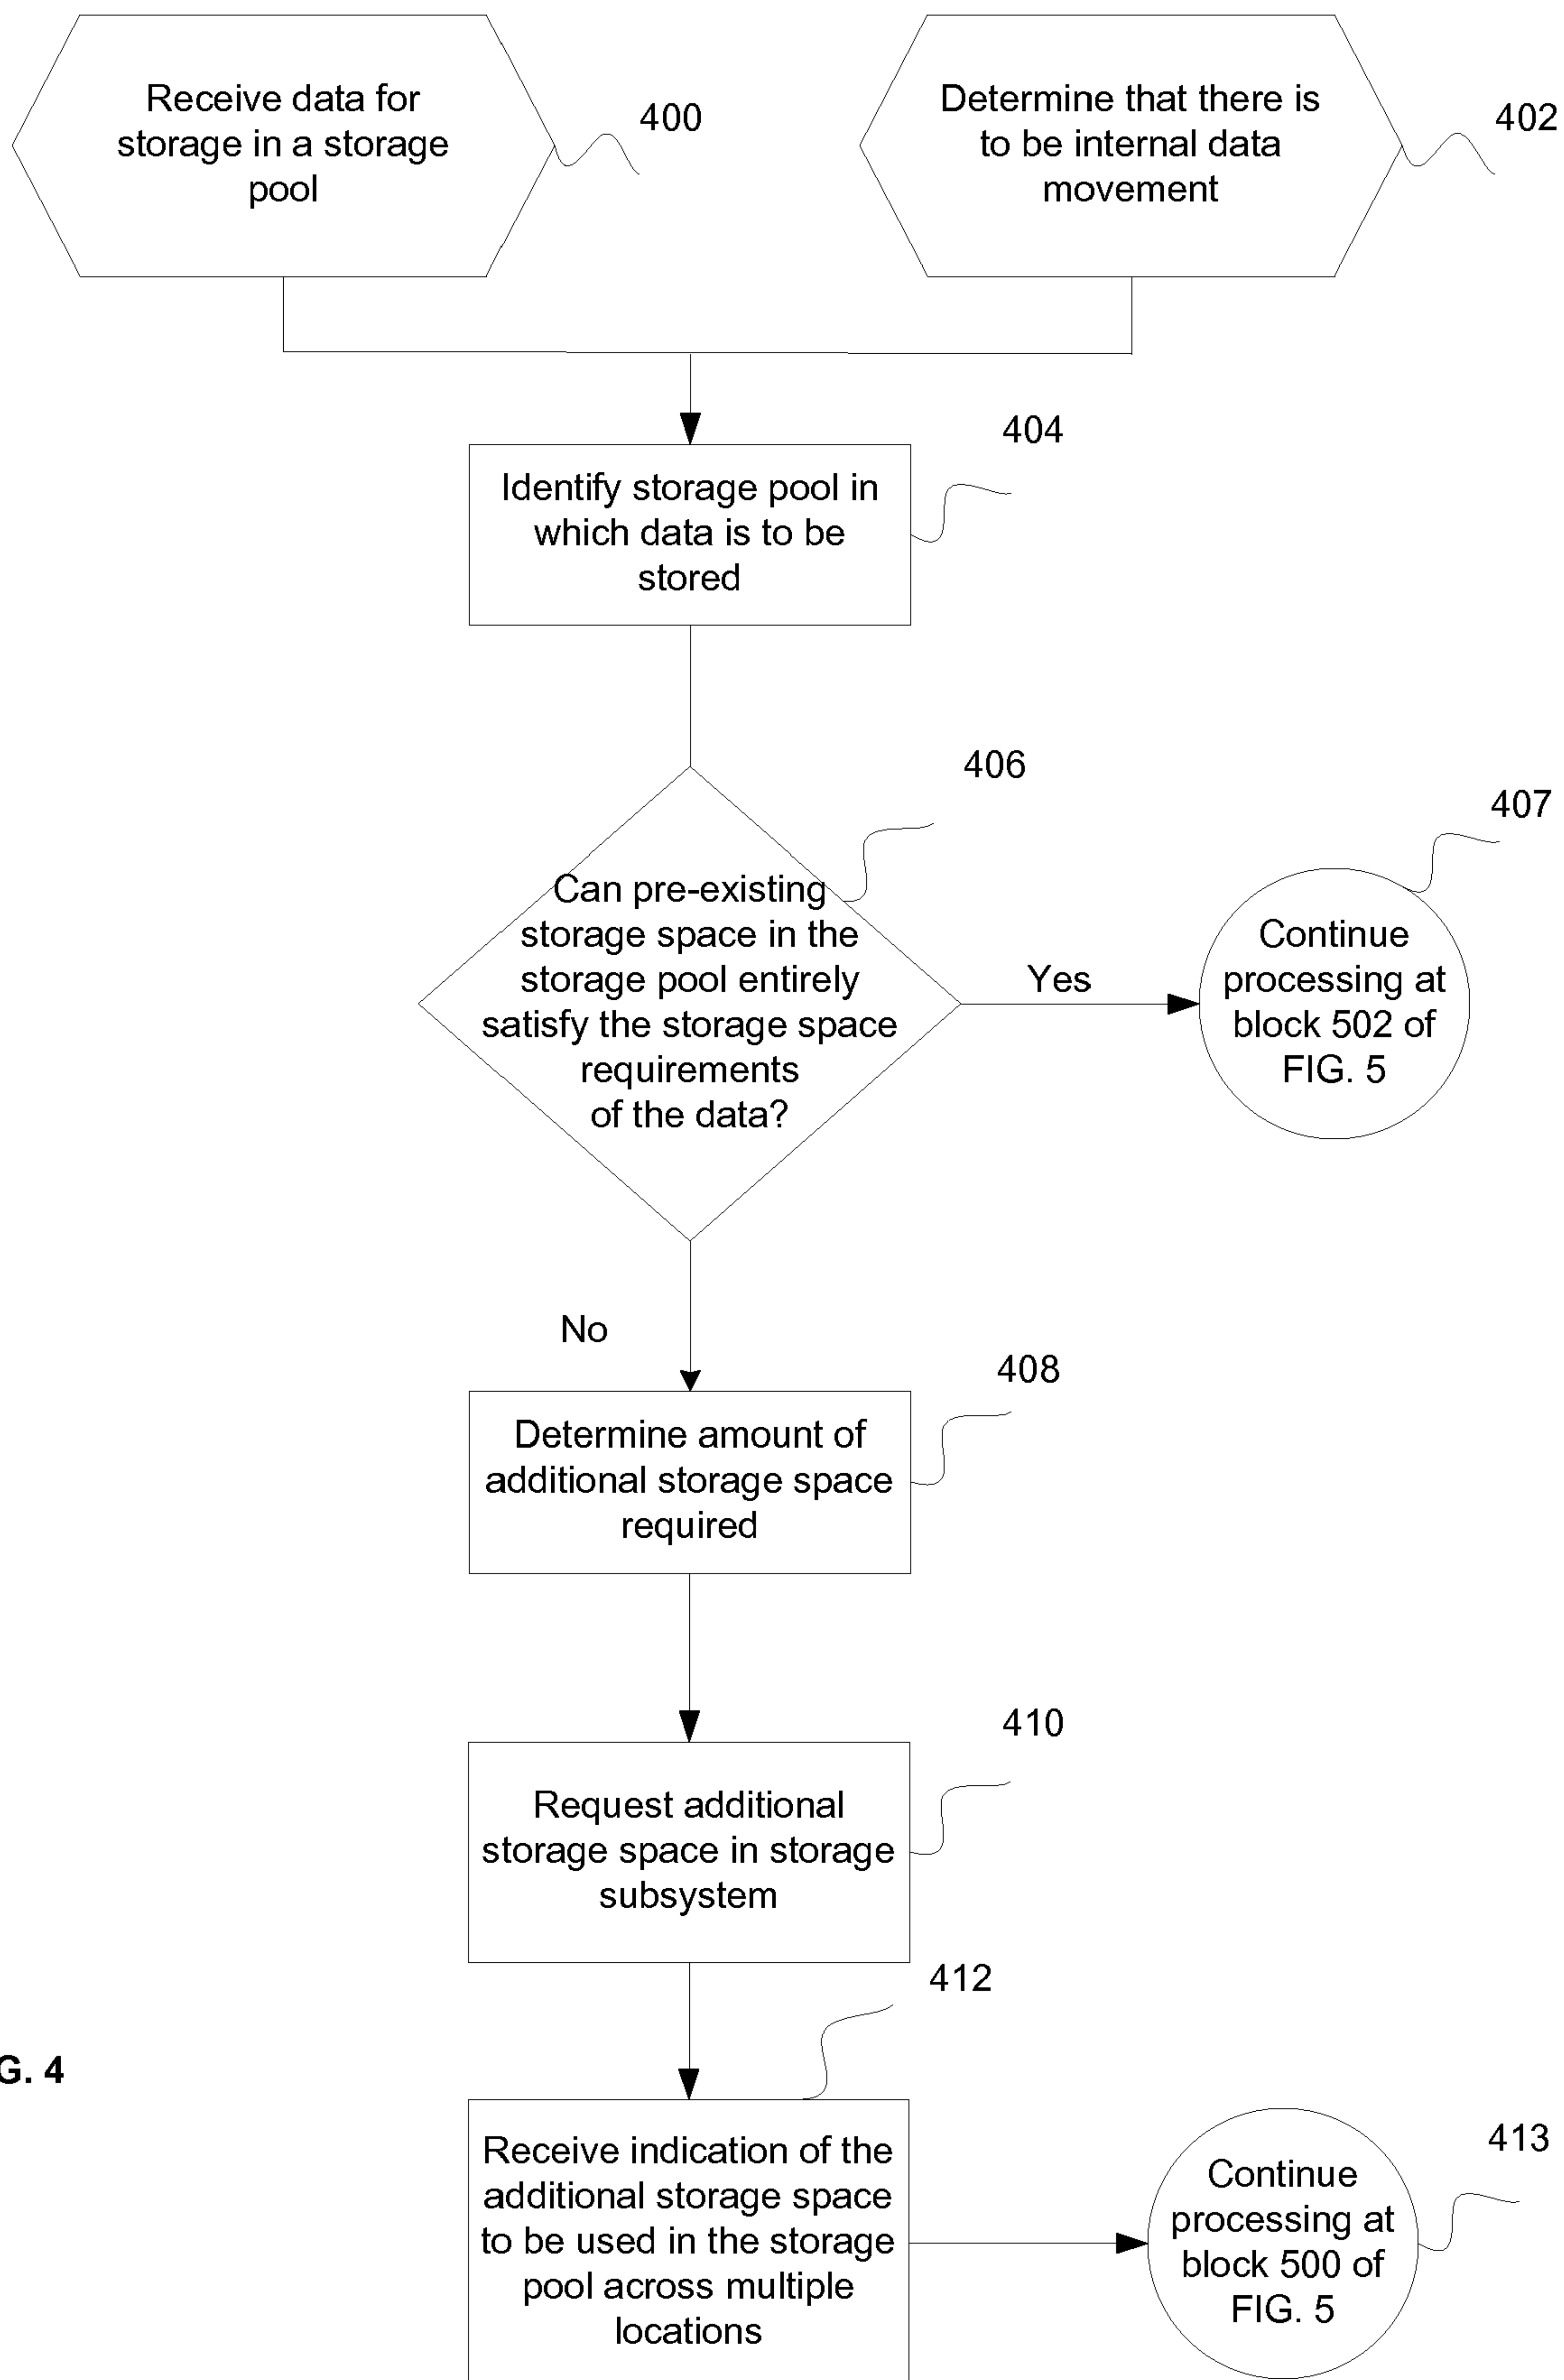 Receive data for
storage in a storage
pool
400
Determine that there is
to be internal data
movement
402
404
Identify storage pool in
which data is to be
stored
406
Can pre-existing
storage space in the
storage pool entirely
satisfy the storage space
requirements
of the data?
Yes
407
Continue
processing at
block 502 of
FIG. 5
No
408
Determine amount of
additional storage space
required
410
Request additional
storage space in storage
subsystem
412
G. 4
Receive indication of the
additional storage space
to be used in the storage
pool across multiple
locations
413
Continue
processing at
block 500 of
FIG. 5